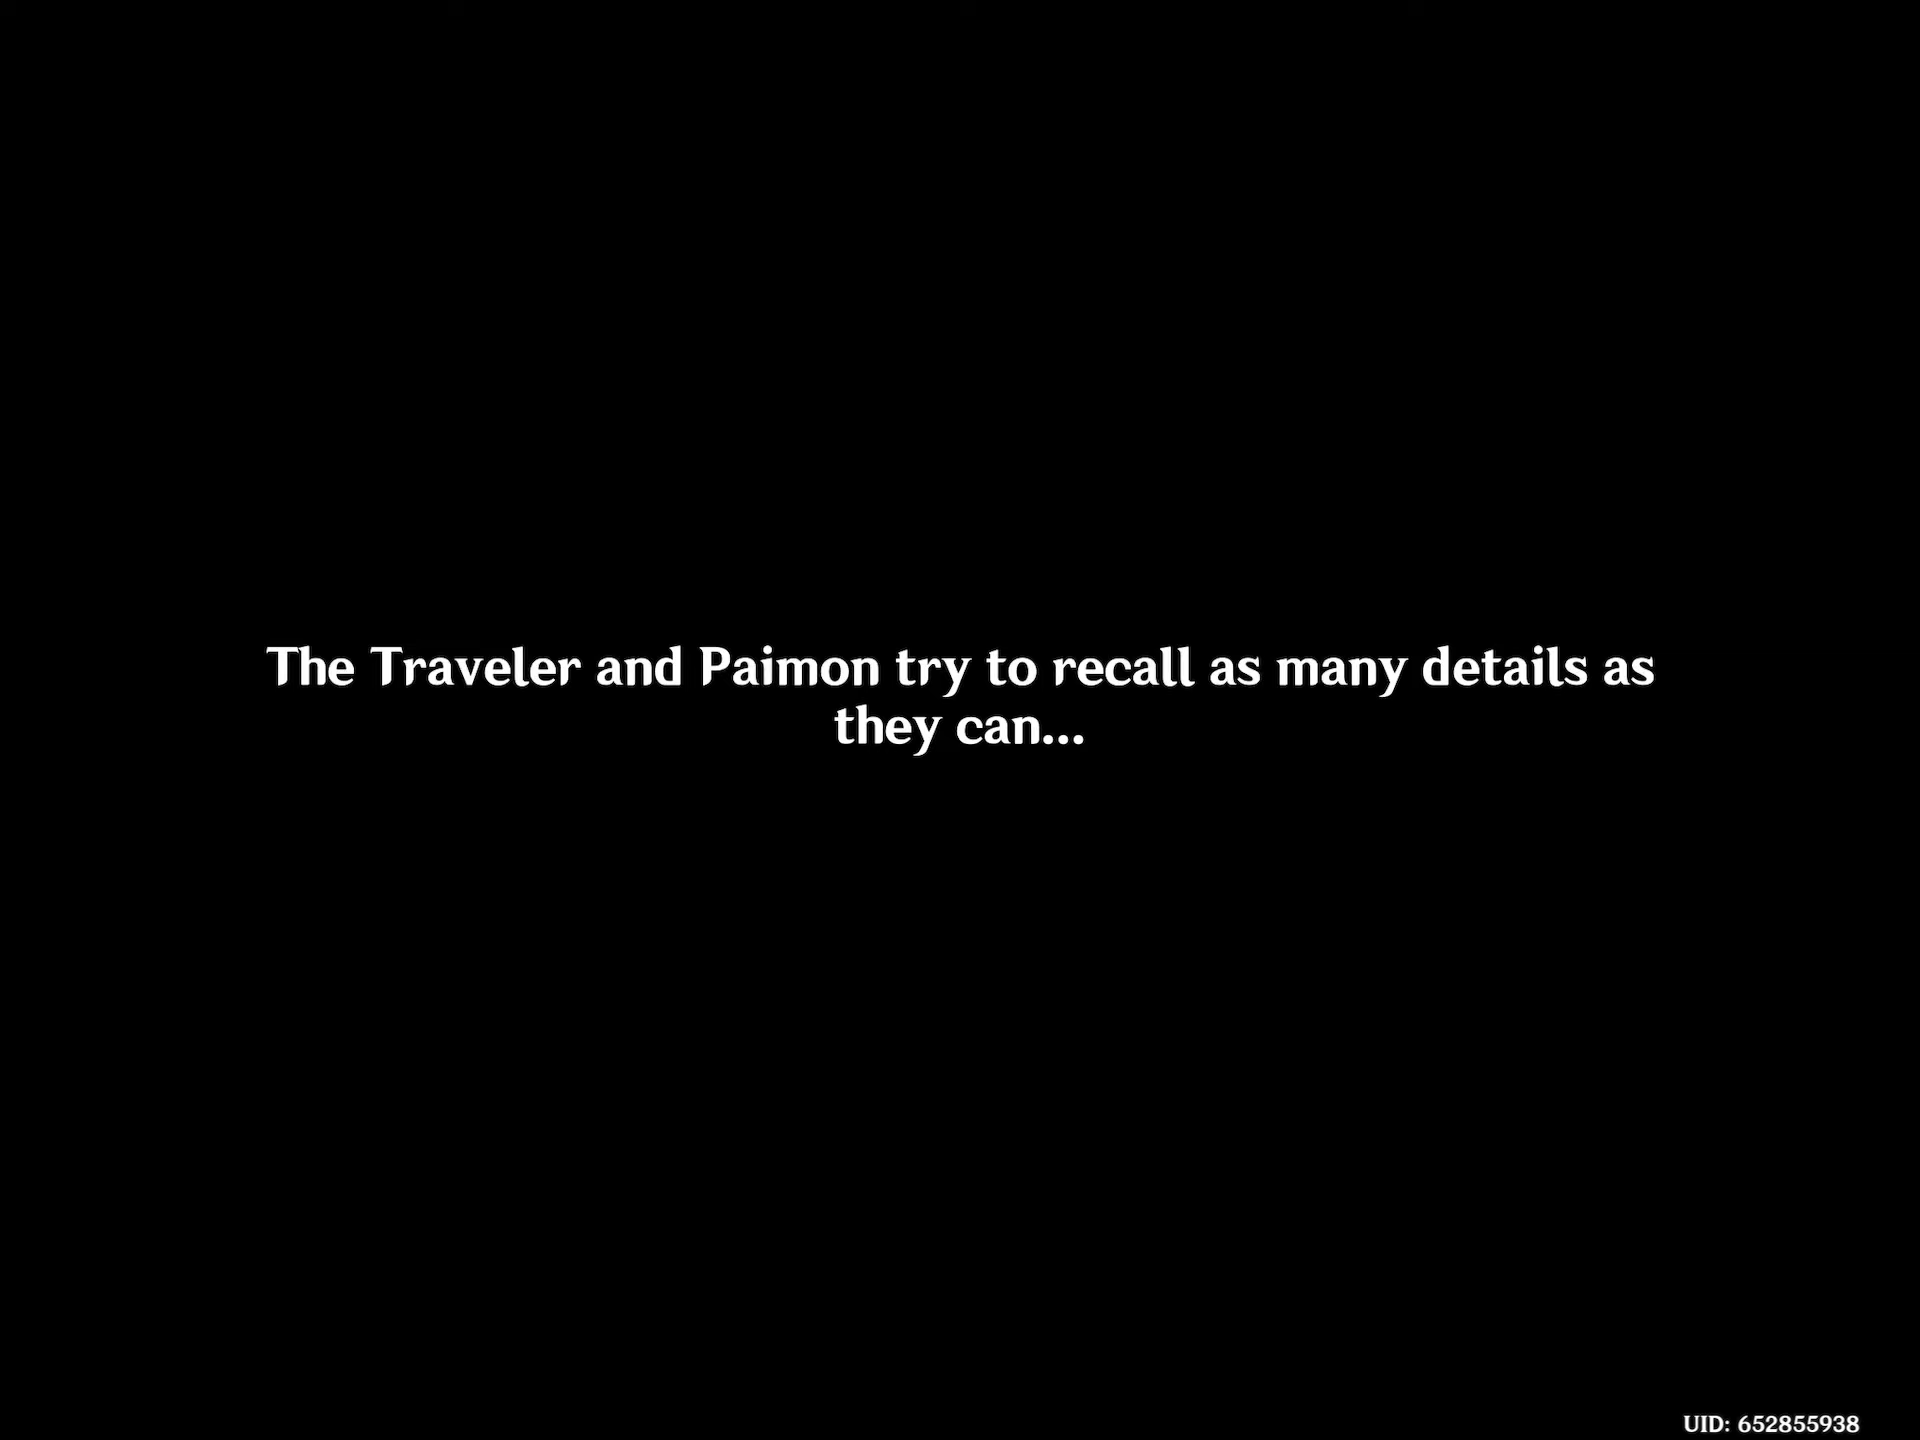 The Traveler and Paimon try to recall as many details as
they can...
UID: 652855938